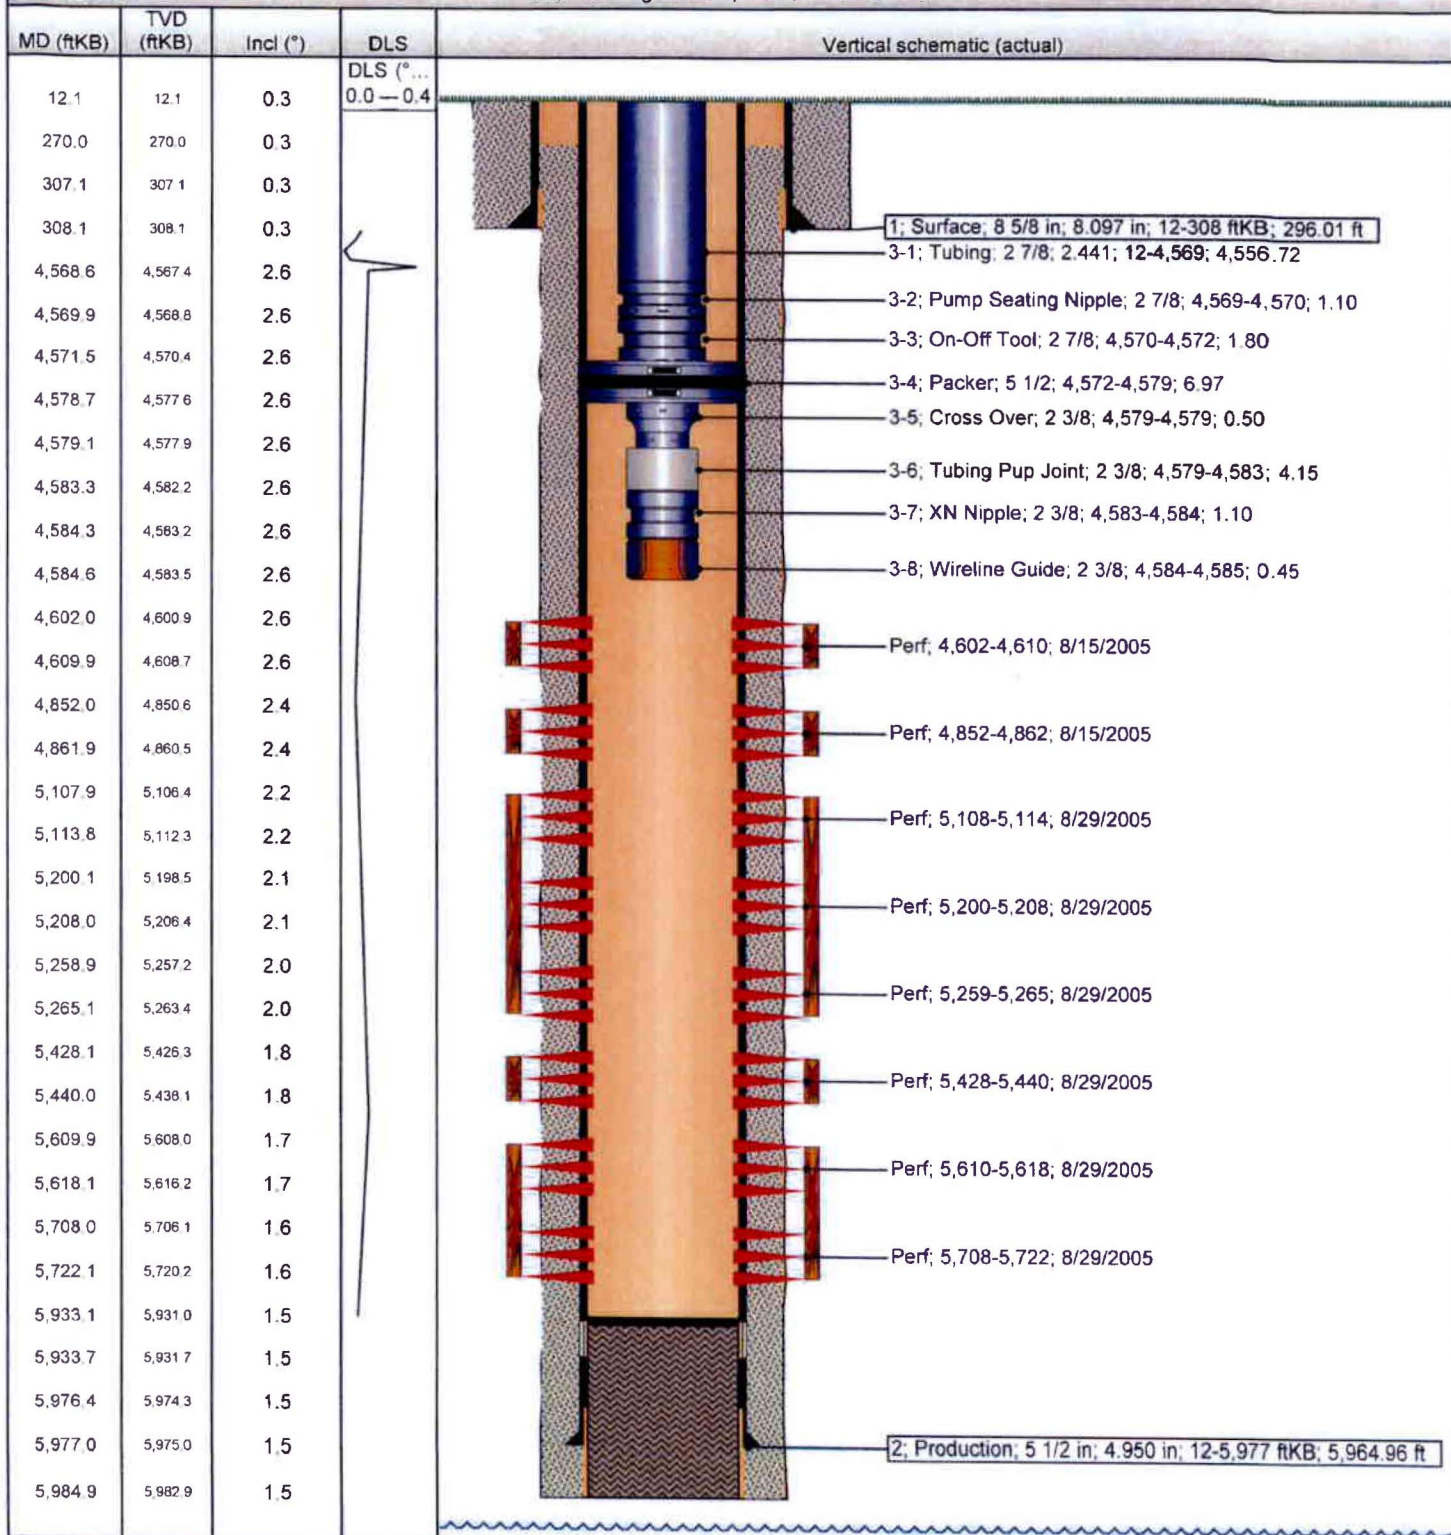 MD (ftKB) TVD (ftKB) Incl (°) DLS Vertical schematic (actual)
DLS (°...
12.1 12.1 0.3 0.0 — 0.4
270.0 270.0 0.3
307.1 307.1 0.3
308.1 308.1 0.3
1; Surface; 8 5/8 in; 8.097 in; 12-308 ftKB; 296.01 ft
3-1; Tubing; 2 7/8; 2.441; 12-4,569; 4,556.72
4,568.6 4,567.4 2.6
4,569.9 4,568.8 2.6 3-2; Pump Seating Nipple; 2 7/8; 4,569-4,570; 1.10
4,571.5 4,570.4 2.6 3-3; On-Off Tool; 2 7/8; 4,570-4,572; 1.80
4,578.7 4,577.6 2.6 3-4; Packer; 5 1/2; 4,572-4,579; 6.97
4,579.1 4,577.9 2.6 3-5; Cross Over; 2 3/8; 4,579-4,579; 0.50
4,583.3 4,582.2 2.6 3-6; Tubing Pup Joint; 2 3/8; 4,579-4,583; 4.15
4,584.3 4,583.2 2.6 3-7; XN Nipple; 2 3/8; 4,583-4,584; 1.10
4,584.6 4,583.5 2.6 3-8; Wireline Guide; 2 3/8; 4,584-4,585; 0.45
4,602.0 4,600.9 2.6
Perf; 4,602-4,610; 8/15/2005
4,609.9 4,608.7 2.6
4,852.0 4,850.6 2.4
Perf; 4,852-4,862; 8/15/2005
4,861.9 4,860.5 2.4
5,107.9 5,106.4 2.2
Perf; 5,108-5,114; 8/29/2005
5,113.8 5,112.3 2.2
5,200.1 5,198.5 2.1
Perf; 5,200-5,208; 8/29/2005
5,208.0 5,206.4 2.1
5,258.9 5,257.2 2.0
Perf; 5,259-5,265; 8/29/2005
5,265.1 5,263.4 2.0
5,428.1 5,426.3 1.8
Perf; 5,428-5,440; 8/29/2005
5,440.0 5,438.1 1.8
5,609.9 5,608.0 1.7
Perf; 5,610-5,618; 8/29/2005
5,618.1 5,616.2 1.7
5,708.0 5,706.1 1.6
Perf; 5,708-5,722; 8/29/2005
5,722.1 5,720.2 1.6
5,933.1 5,931.0 1.5
5,933.7 5,931.7 1.5
5,976.4 5,974.3 1.5
5,977.0 5,975.0 1.5 2; Production; 5 1/2 in; 4.950 in; 12-5,977 ftKB; 5,964.96 ft
5,984.9 5,982.9 1.5